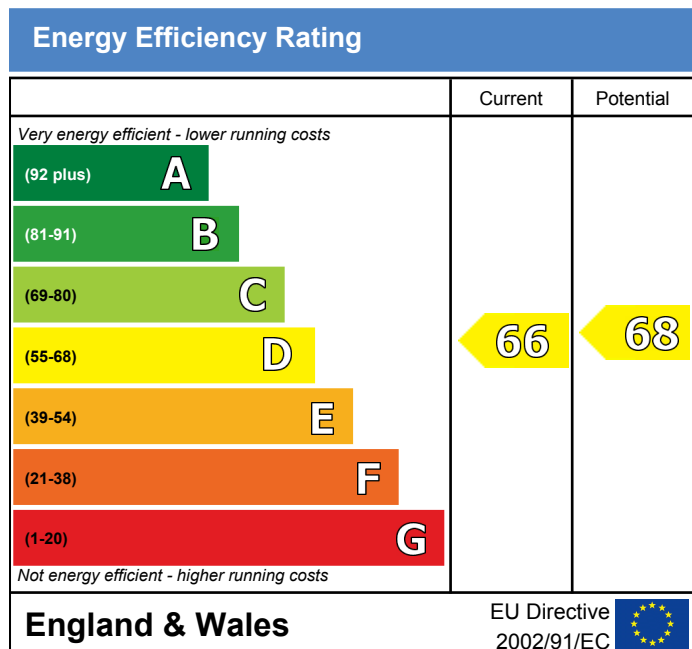 Energy Efficiency Rating
Current Potential
Very energy efficient - lower running costs
(92 plus) A
(81-91) B
(69-80) C
(55-68) D 66 68
(39-54) E
(21-38) F
(1-20) G
Not energy efficient - higher running costs
England & Wales
EU Directive
2002/91/EC